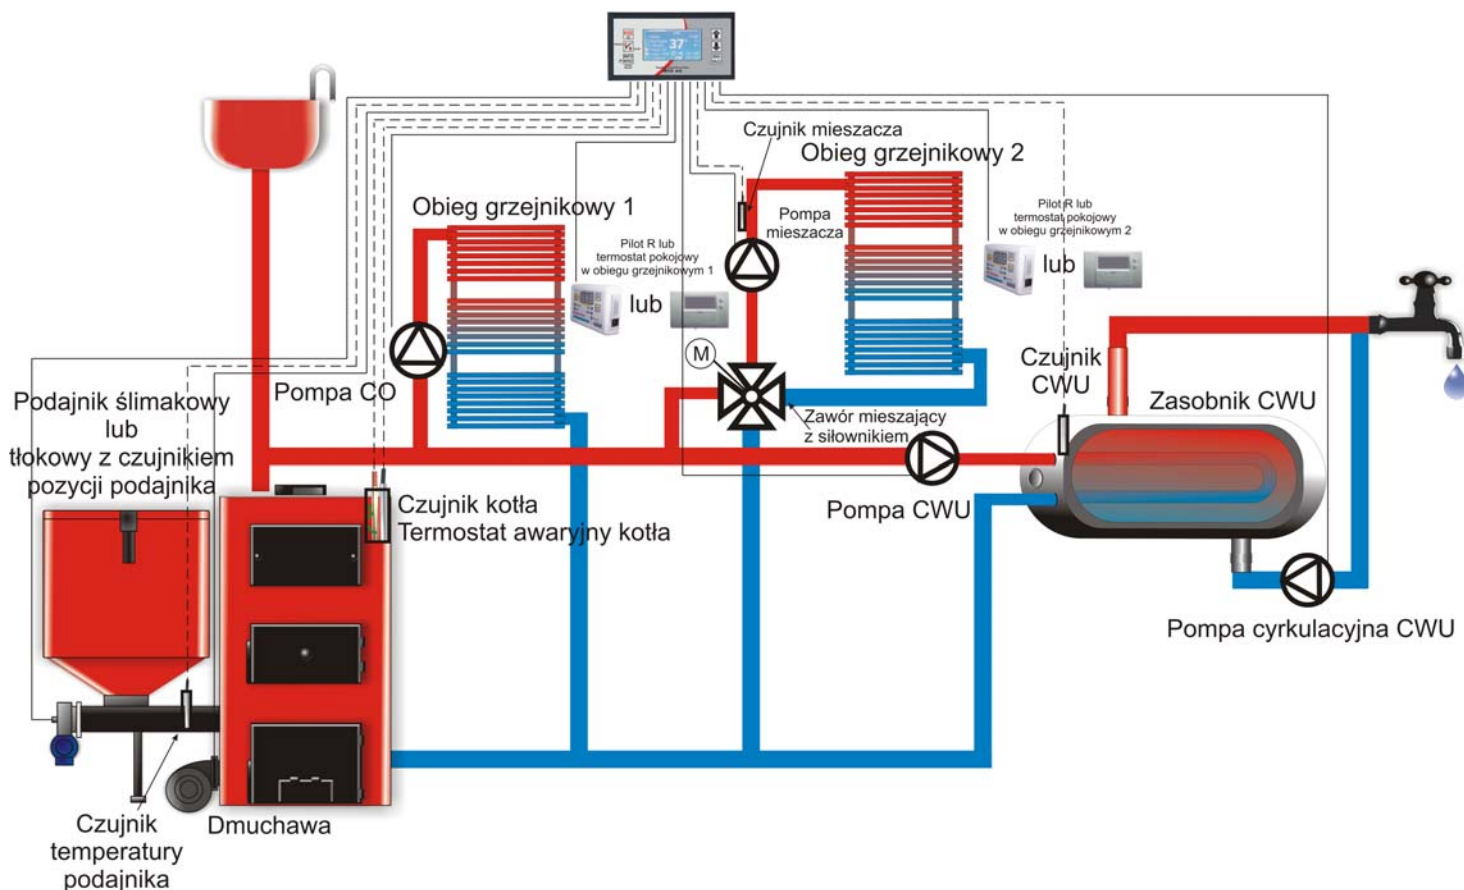 37
Czujnik mieszacza
Obieg grzejnikowy 2
Obieg grzejnikowy 1
Pompa
mieszacza
Pilot R lub
termostat pokojowy
w obiegu grzejnikowym 2
lub
Pilot R lub
termostat pokojowy
w obiegu grzejnikowym 1
lub
M
Pompa CO
Czujnik
CWU
Zasobnik CWU
Zawór mieszający
z siłownikiem
Podajnik ślimakowy
lub
tłokowy z czujnikiem
pozycji podajnika
Czujnik kotła
Termostat awaryjny kotła
Pompa CWU
Pompa cyrkulacyjna CWU
Dmuchawa
Czujnik
temperatury
podajnika